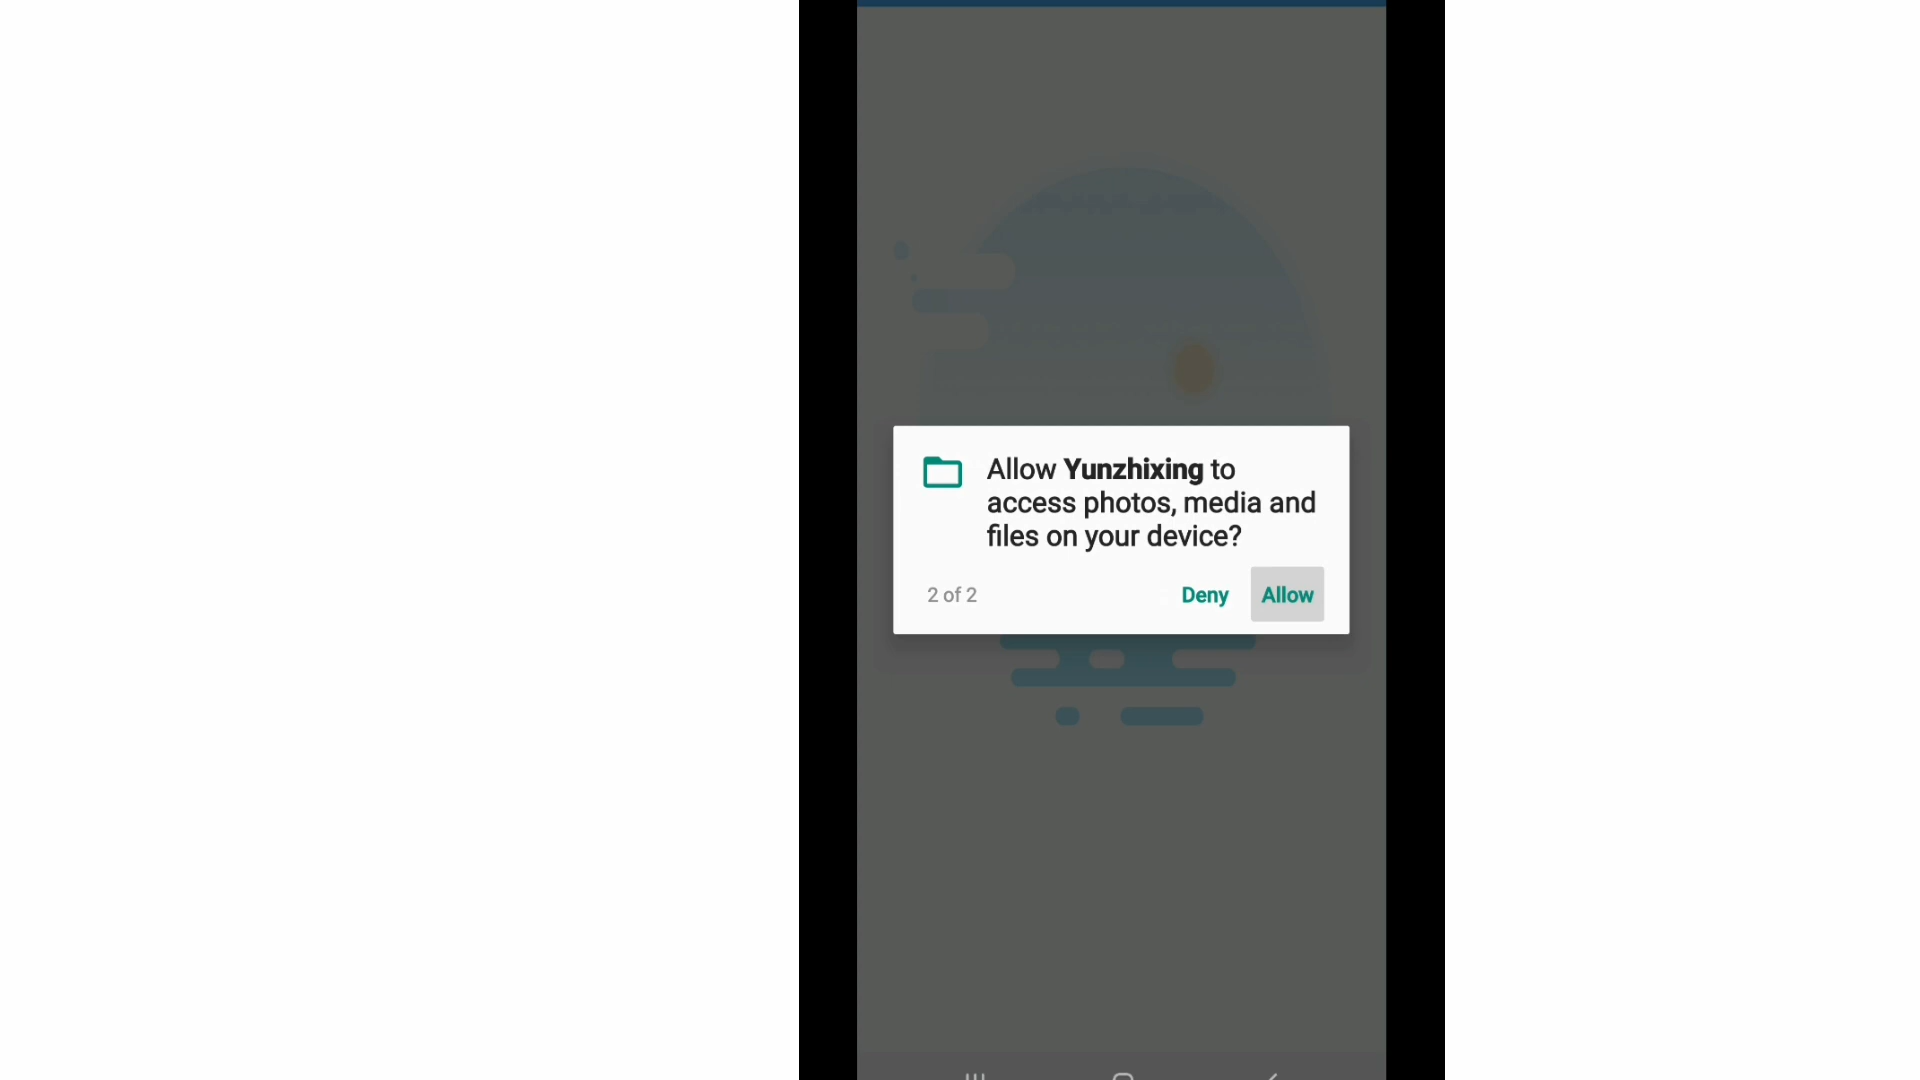 Allow Yunzhixing to
access photos, media and
files on your device?
2 of 2
Deny
Allow